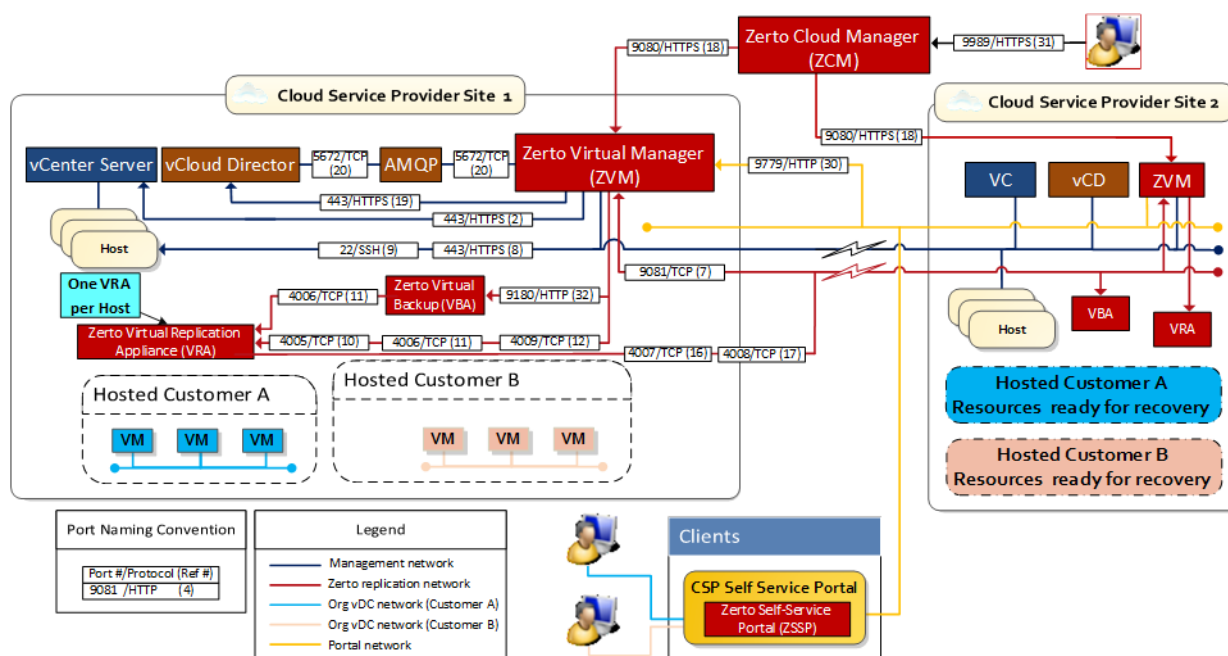 Zerto Cloud Manager
(ZCM)
9080/HTTPS (18)
9989/HTTPS (31)
Cloud Service Provider Site 1
Cloud Service Provider Site 2
9080/HTTPS (18)
vCenter Server
vCloud Director
5672/TCP
(20)
AMQP
5672/TCP
(20)
Zerto Virtual Manager
(ZVM)
9779/HTTP (30)
VC
vCD
ZVM
443/HTTPS (19)
443/HTTPS (2)
Host
22/SSH (9)
443/HTTPS (8)
9081/TCP (7)
One VRA
per Host
4006/TCP (11)
Zerto Virtual
Backup (VBA)
9180/HTTP (32)
Zerto Virtual Replication
Appliance (VRA)
4005/TCP (10)
4006/TCP (11)
4009/TCP (12)
4007/TCP (16)
4008/TCP (17)
Host
VBA
VRA
Hosted Customer A
VM
VM
VM
Hosted Customer B
VM
VM
VM
Hosted Customer A
Resources ready for recovery
Hosted Customer B
Resources ready for recovery
Port Naming Convention
Port #/Protocol (Ref #)
9081 /HTTP (4)
Legend
Management network
Zerto replication network
Org vDC network (Customer A)
Org vDC network (Customer B)
Portal network
Clients
CSP Self Service Portal
Zerto Self-Service
Portal (ZSSP)